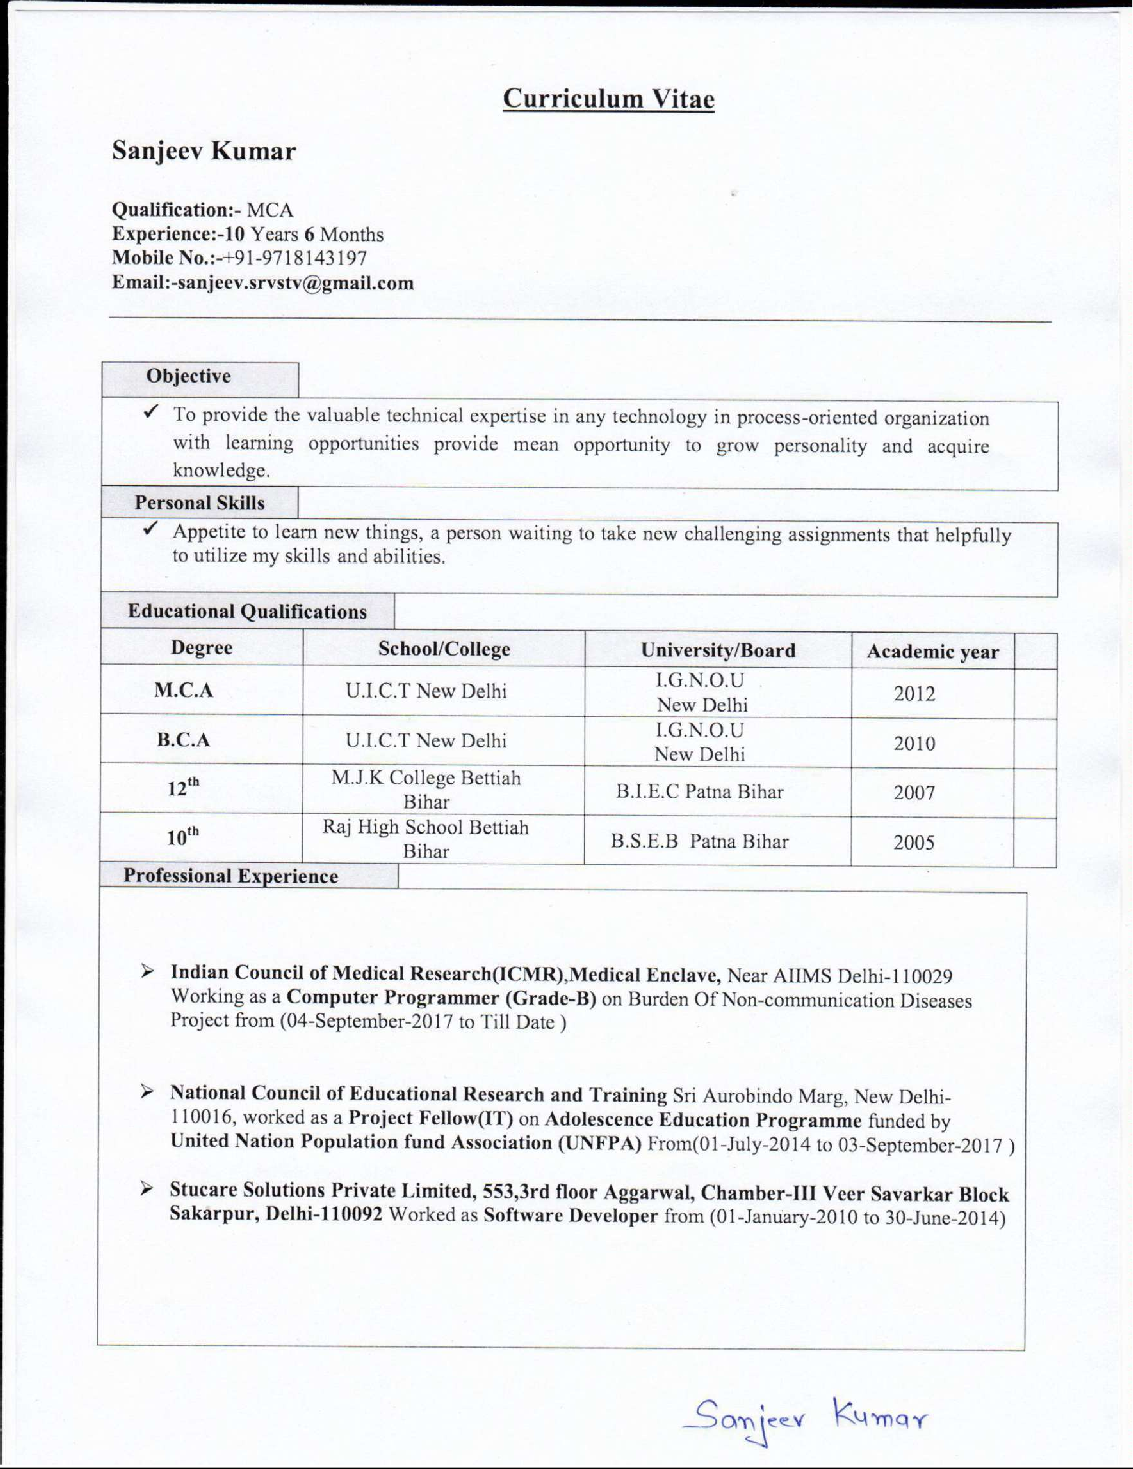 Curriculum Vitae
Sanjeev Kumar
Qualification:- MCA
Experience:-10 Years 6 Months
Mobile No.:-+91-9718143197
Email:-sanjeev.srvstv@gmail.com
Objective
✓ To provide the valuable technical expertise in any technology in process-oriented organization
with learning opportunities provide mean opportunity to grow personality and acquire
knowledge.
Personal Skills
✓ Appetite to learn new things, a person waiting to take new challenging assignments that helpfully
to utilize my skills and abilities.
Educational Qualifications
Degree School/College University/Board Academic year
M.C.A U.I.C.T New Delhi I.G.N.O.U
New Delhi 2012
B.C.A U.I.C.T New Delhi I.G.N.O.U
New Delhi 2010
12th M.J.K College Bettiah
Bihar B.I.E.C Patna Bihar 2007
10th Raj High School Bettiah
Bihar B.S.E.B Patna Bihar 2005
Professional Experience
➢ Indian Council of Medical Research(ICMR),Medical Enclave, Near AIIMS Delhi-110029
Working as a Computer Programmer (Grade-B) on Burden Of Non-communication Diseases
Project from (04-September-2017 to Till Date )
➢ National Council of Educational Research and Training Sri Aurobindo Marg, New Delhi-
110016, worked as a Project Fellow(IT) on Adolescence Education Programme funded by
United Nation Population fund Association (UNFPA) From(01-July-2014 to 03-September-2017 )
➢ Stucare Solutions Private Limited, 553,3rd floor Aggarwal, Chamber-III Veer Savarkar Block
Sakarpur, Delhi-110092 Worked as Software Developer from (01-January-2010 to 30-June-2014)
Sanjeev Kumar